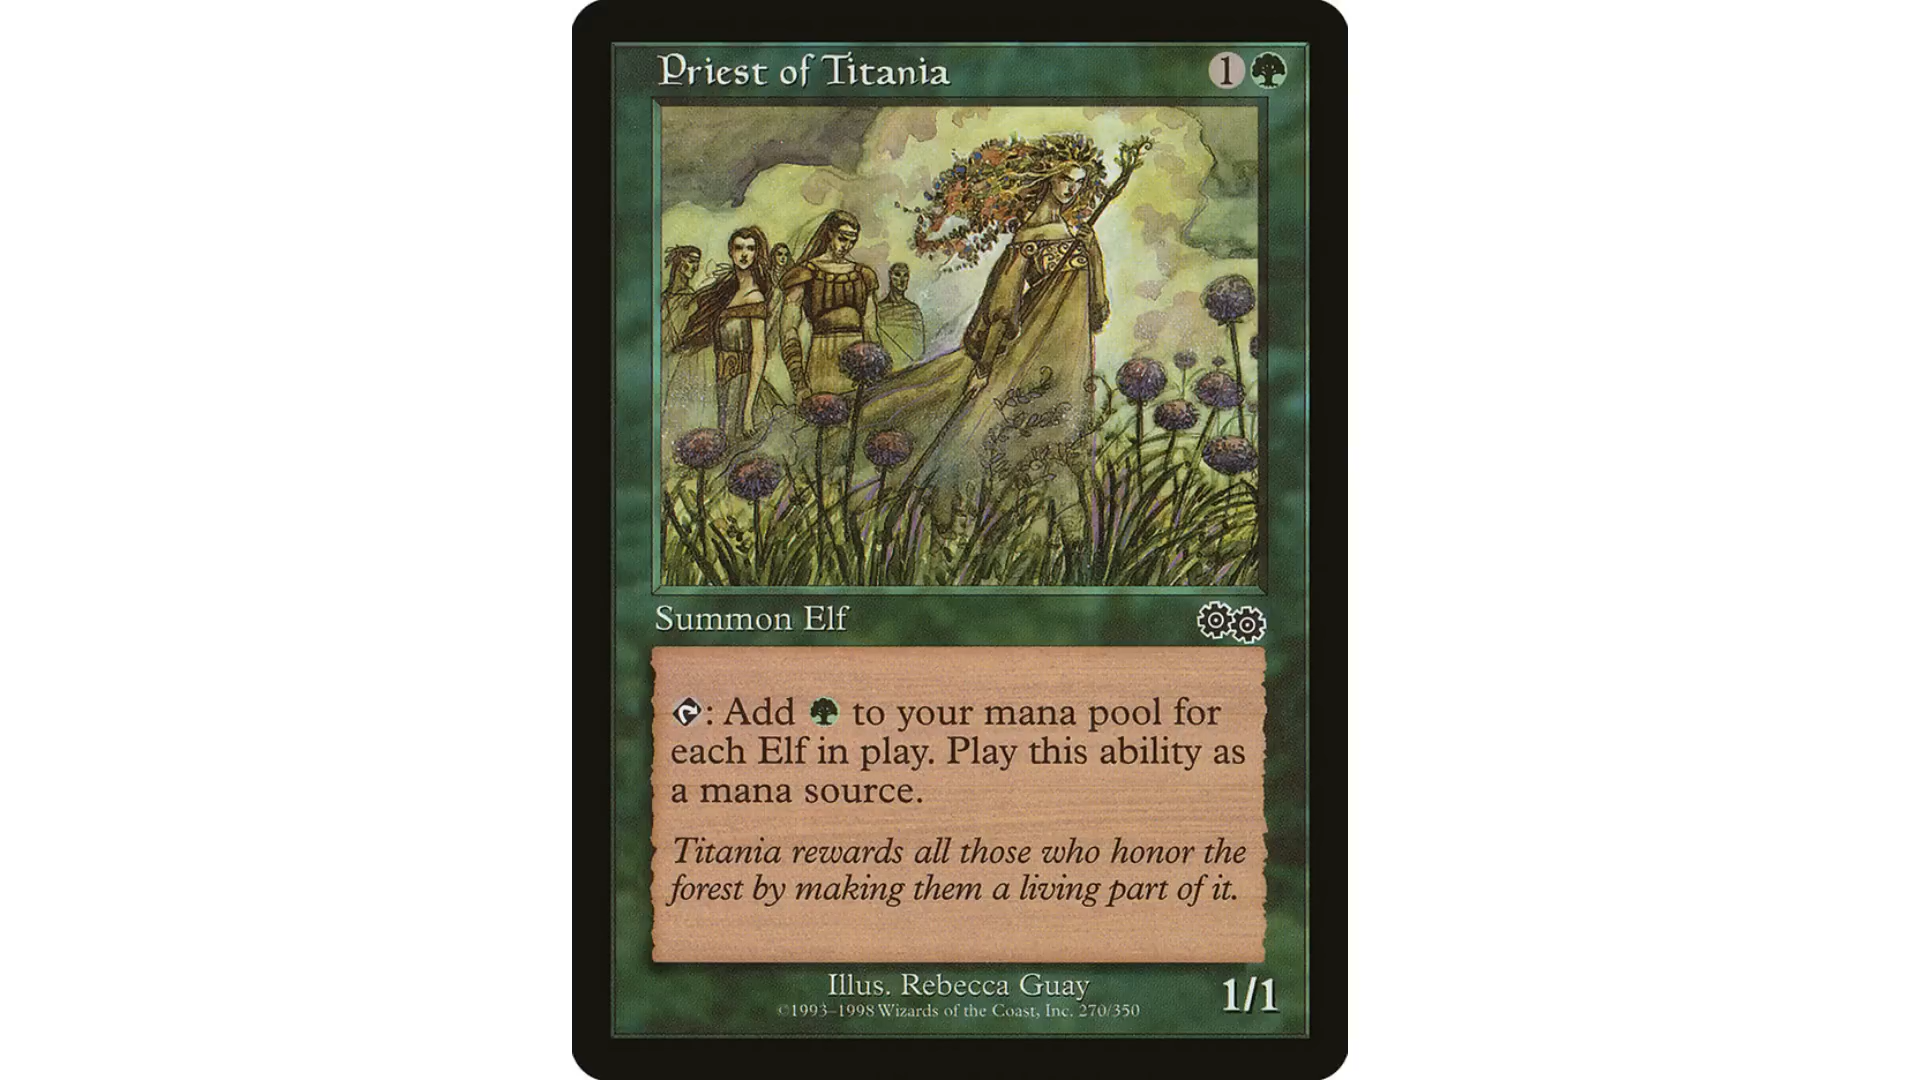 Priest of Titania 1
Summon Elf
: Add to your mana pool for
each Elf in play. Play this ability as
a mana source.
Titania rewards all those who honor the
forest by making them a living part of it.
Illus. Rebecca Guay
1/1
©1993–1998 Wizards of the Coast, Inc. 270/350